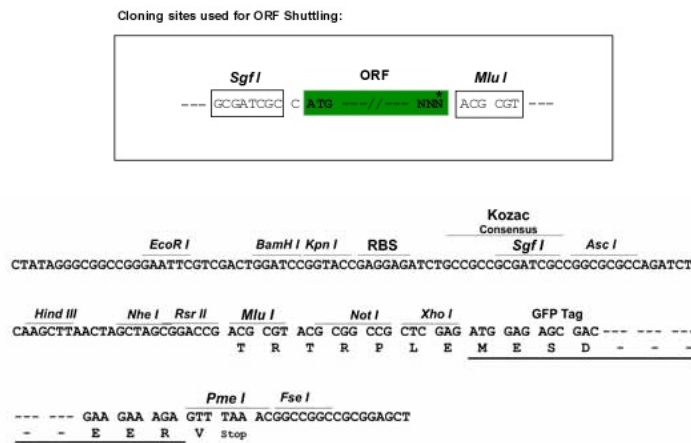 Cloning sites used for ORF Shuttling:
Sgf I ORF Mlu I
--- GCGATCGC C ATG ---//--- NNN* ACG CGT ---
Kozac
Consensus
EcoR I BamH I Kpn I RBS Sgf I Asc I
CTATAGGGCGGCCGGGAATTCGTCGACTGGATCCGGTACCGAGGAGATCTGCCGCCGCGATCGCCGGCGCGCCAGATCT
Hind III Nhe I Rsr II Mlu I Not I Xho I GFP Tag
CAAGCTTAACTAGCTAGCGGACCG ACG CGT ACG CGG CCG CTC GAG ATG GAG AGC GAC --- --- ---
T R T R P L E M E S D - - -
Pme I Fse I
--- --- GAA GAA AGA GTT TAA ACGGCCGGCCGCGGAGCT
- - E E R V Stop